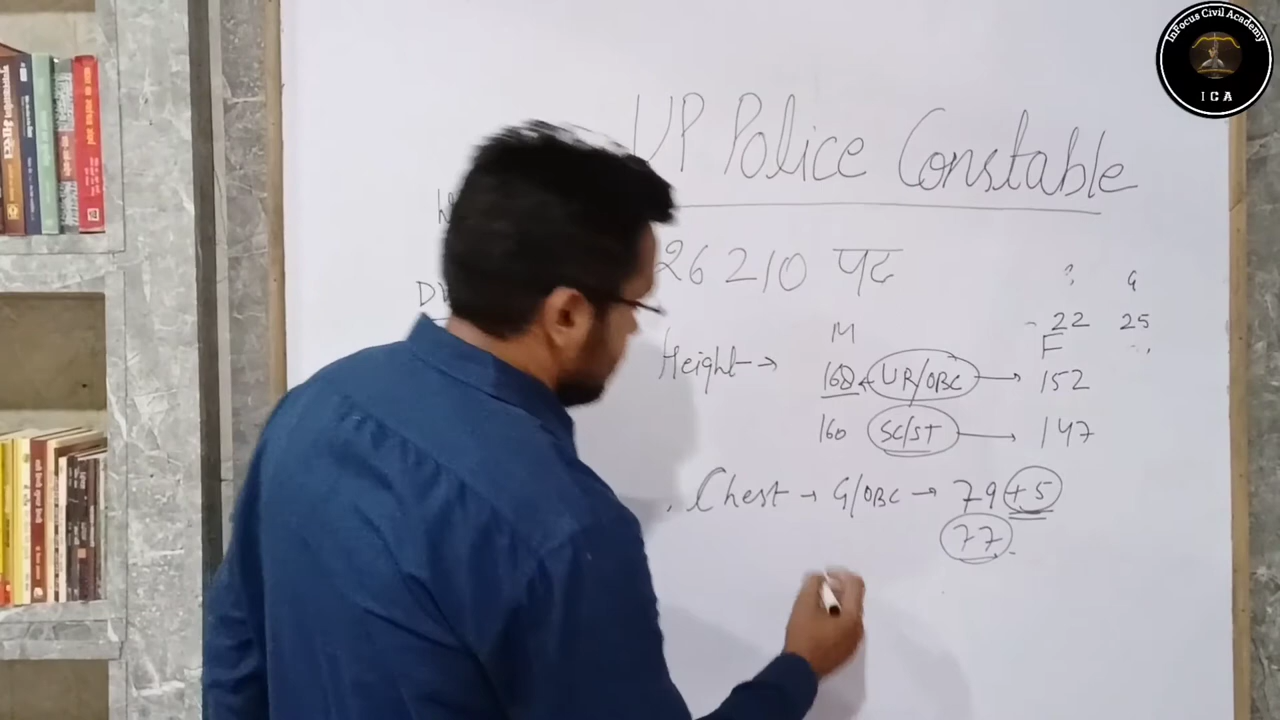 InFocus Civil Academy
ICA
UP Police Constable
26210 पद
22 25
M F
Height → 168 ← UR/OBC → 152
160 SC/ST → 147
Chest → G/OBC → 79 +5
77